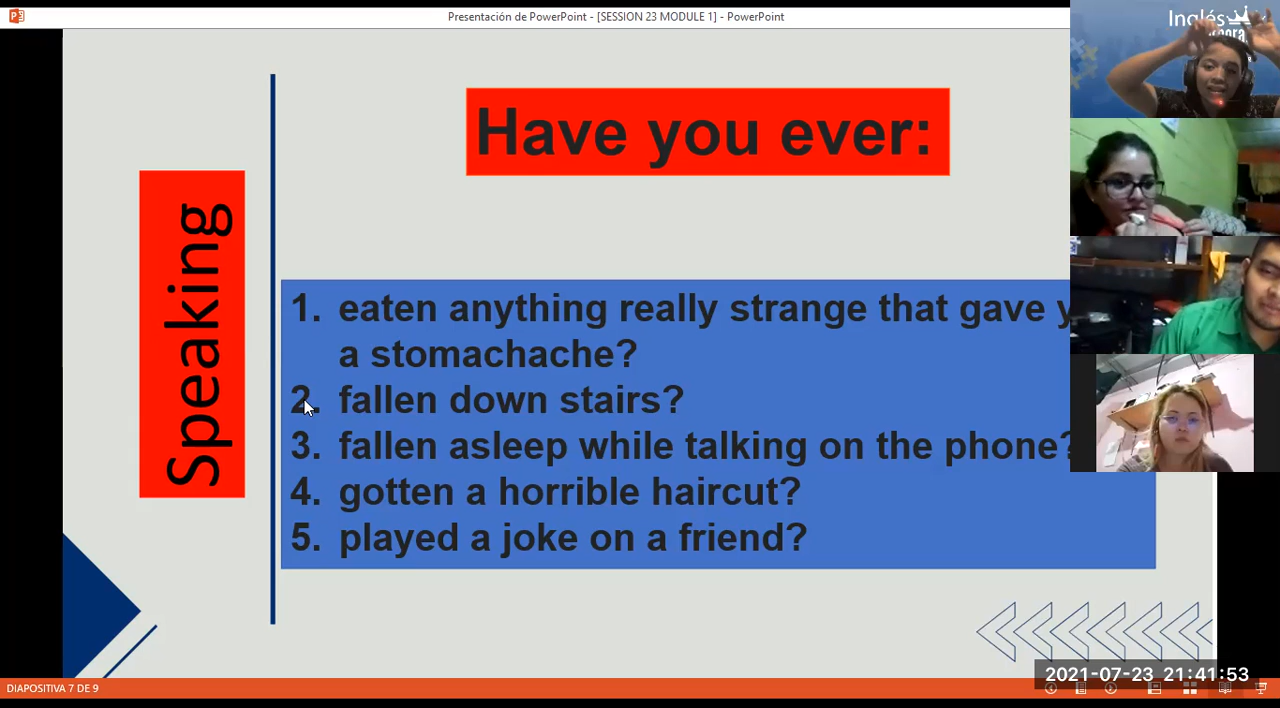 Presentación de PowerPoint - [SESSION 23 MODULE 1] - PowerPoint
Inglés
Have you ever:
Speaking
1. eaten anything really strange that gave
a stomachache?
2. fallen down stairs?
3. fallen asleep while talking on the phone?
4. gotten a horrible haircut?
5. played a joke on a friend?
2021-07-23 21:41:53
DIAPOSITIVA 7 DE 9